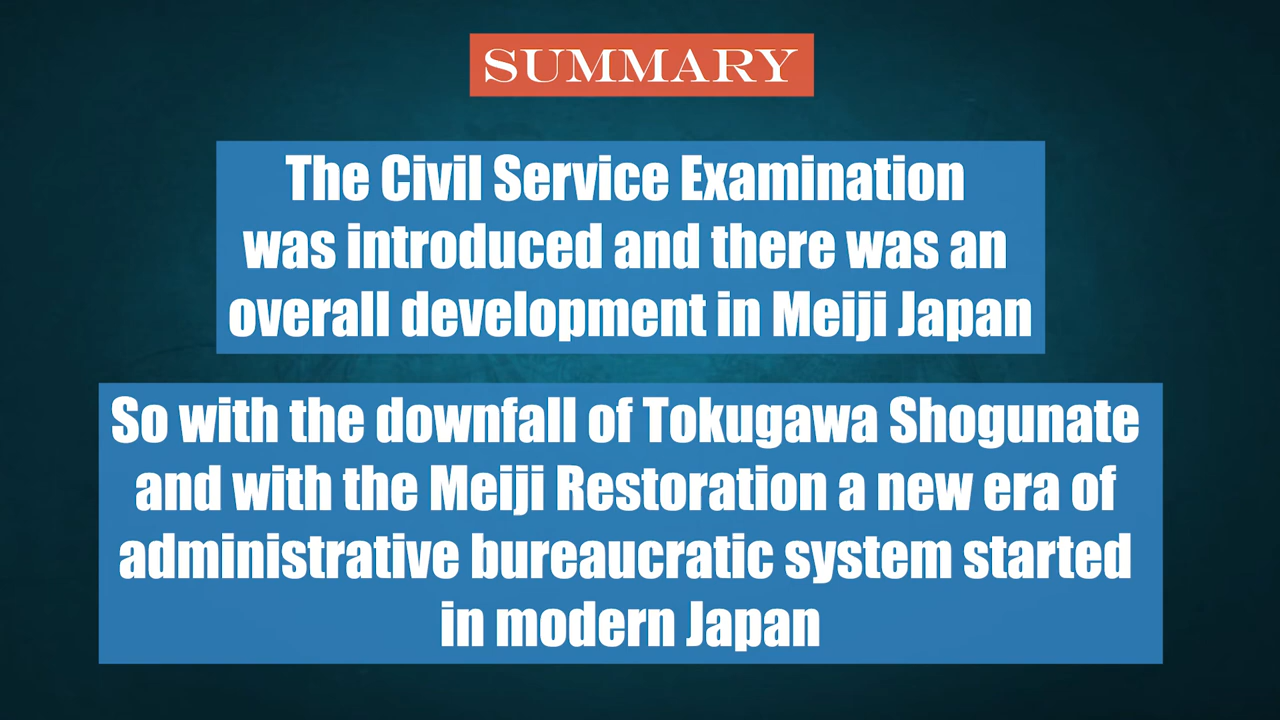 SUMMARY
The Civil Service Examination
was introduced and there was an
overall development in Meiji Japan
So with the downfall of Tokugawa Shogunate
and with the Meiji Restoration a new era of
administrative bureaucratic system started
in modern Japan